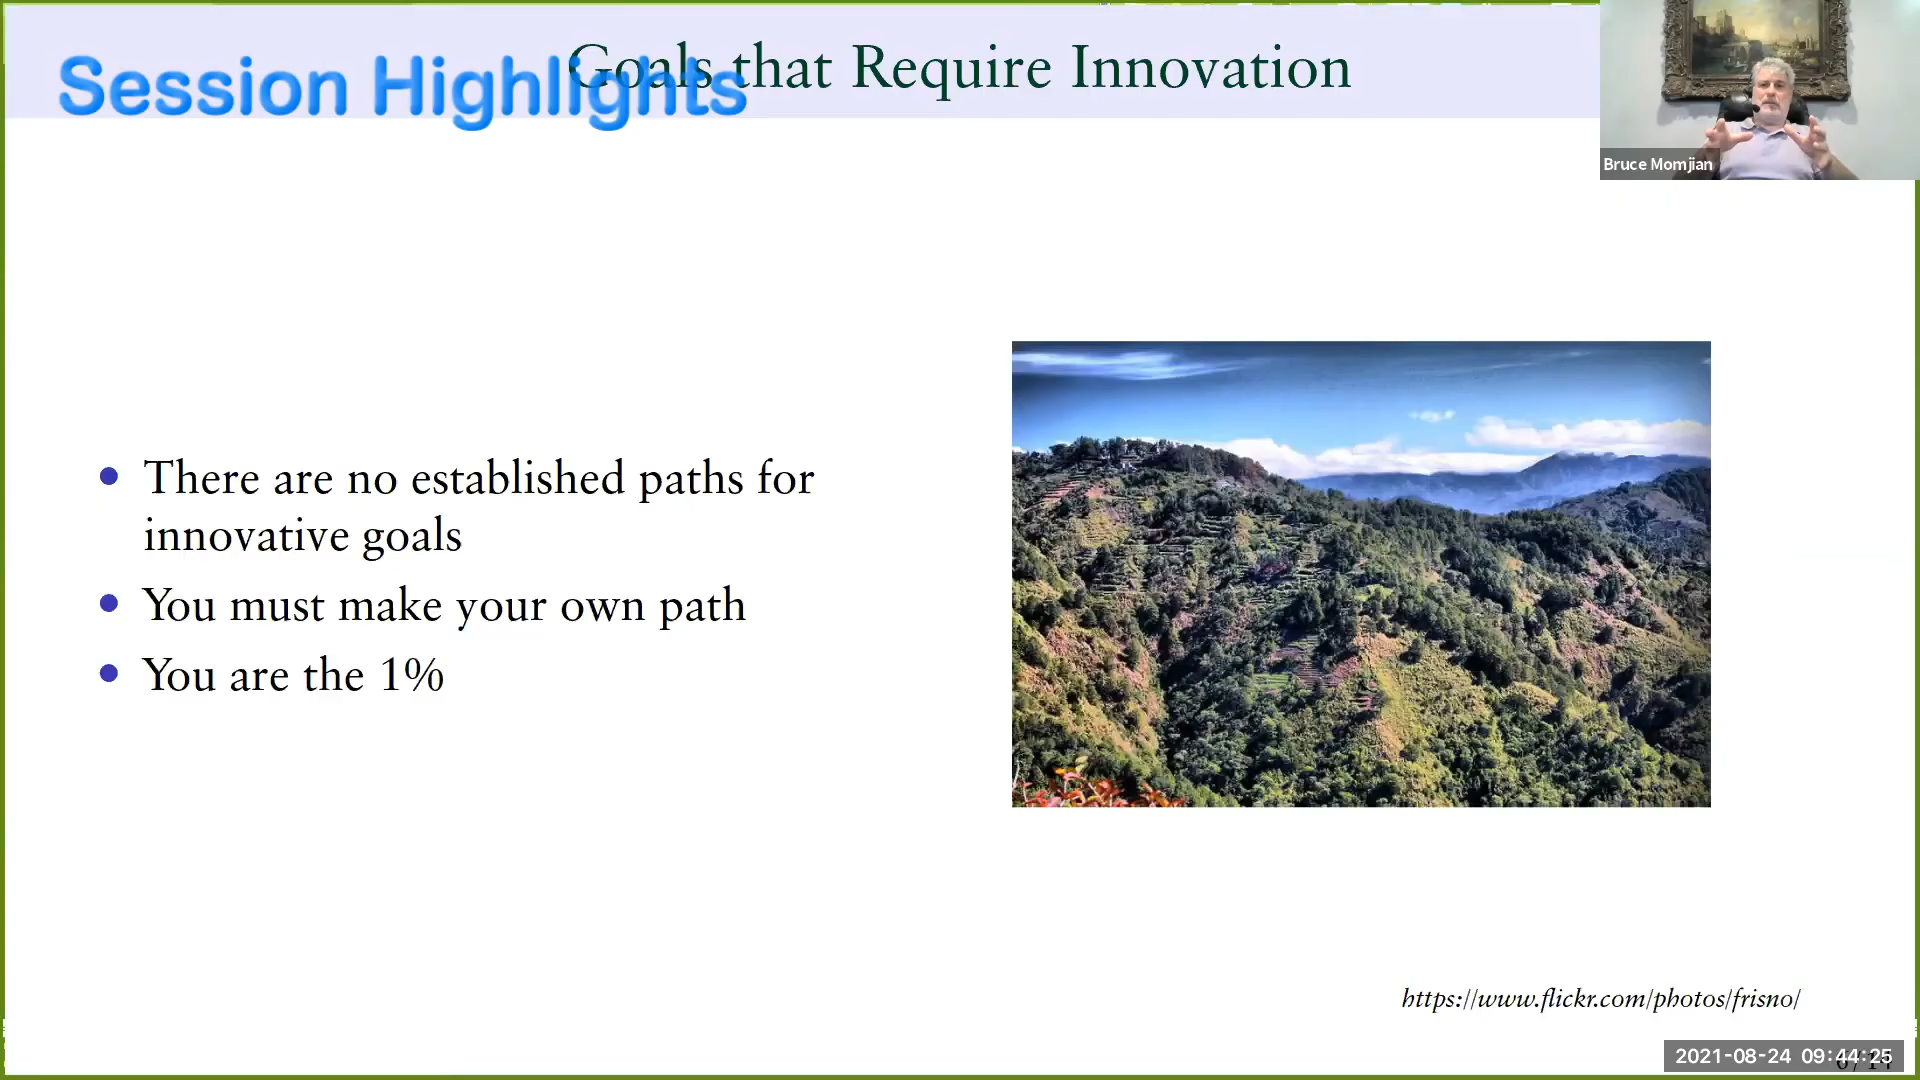 Session Highlights
Goals that Require Innovation
Bruce Momjian
There are no established paths for
innovative goals
You must make your own path
You are the 1%
https://www.flickr.com/photos/frisno/
2021-08-24 09:44:25